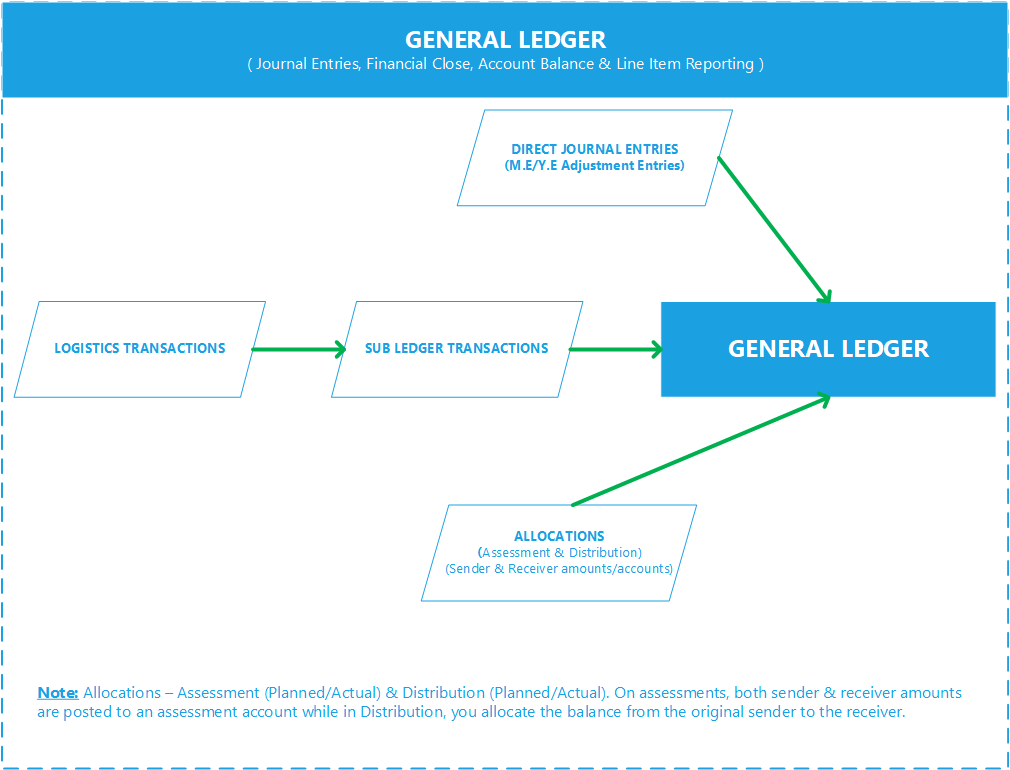 GENERAL LEDGER
( Journal Entries, Financial Close, Account Balance & Line Item Reporting )
DIRECT JOURNAL ENTRIES
(M.E/Y.E Adjustment Entries)
LOGISTICS TRANSACTIONS
SUB LEDGER TRANSACTIONS
GENERAL LEDGER
ALLOCATIONS
(Assessment & Distribution)
(Sender & Receiver amounts/accounts)
Note: Allocations – Assessment (Planned/Actual) & Distribution (Planned/Actual). On assessments, both sender & receiver amounts
are posted to an assessment account while in Distribution, you allocate the balance from the original sender to the receiver.